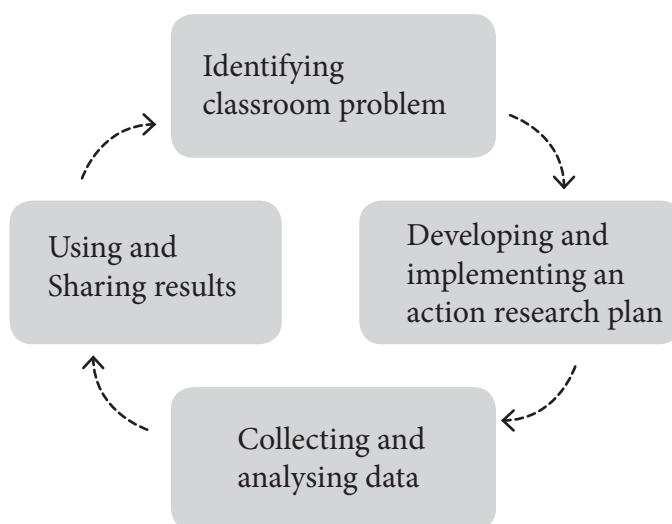 Identifying
classroom problem
Developing and
implementing an
action research plan
Collecting and
analysing data
Using and
Sharing results